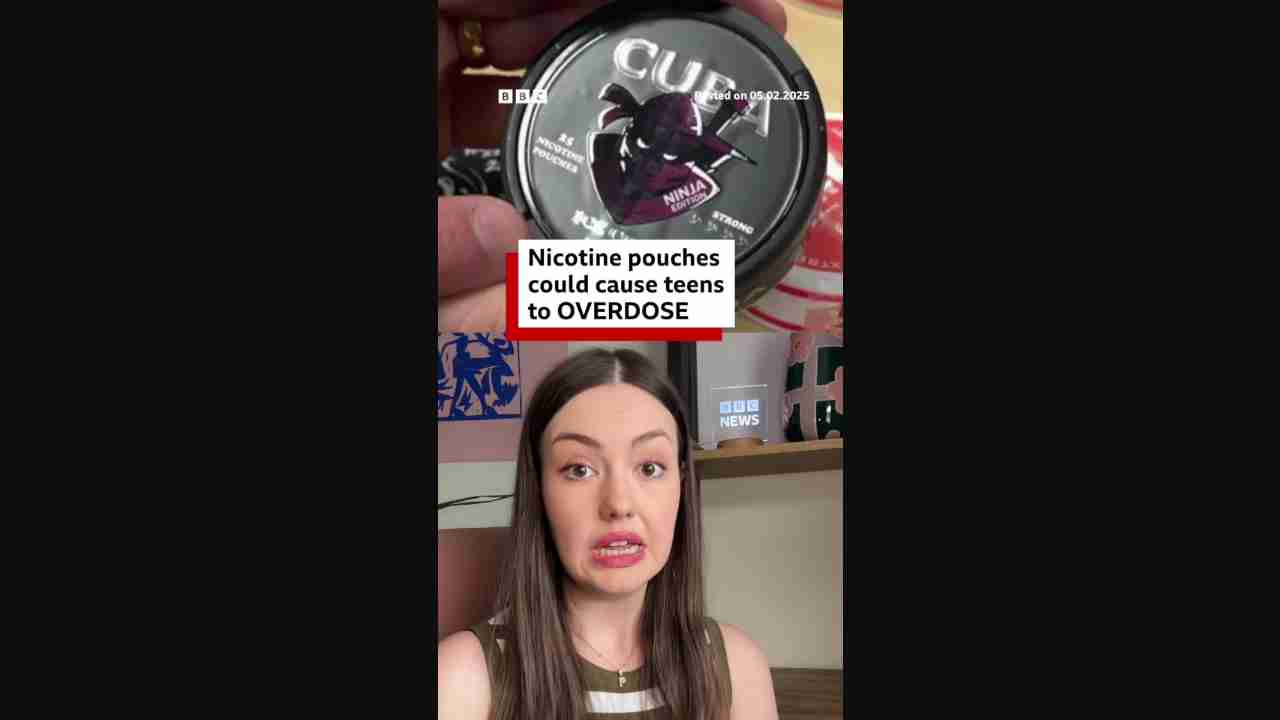 CUBA
BBC
Posted on 05.02.2025
25
NICOTINE
POUCHES
NINJA
EDITION
STRONG
Nicotine pouches
could cause teens
to OVERDOSE
BBC
NEWS